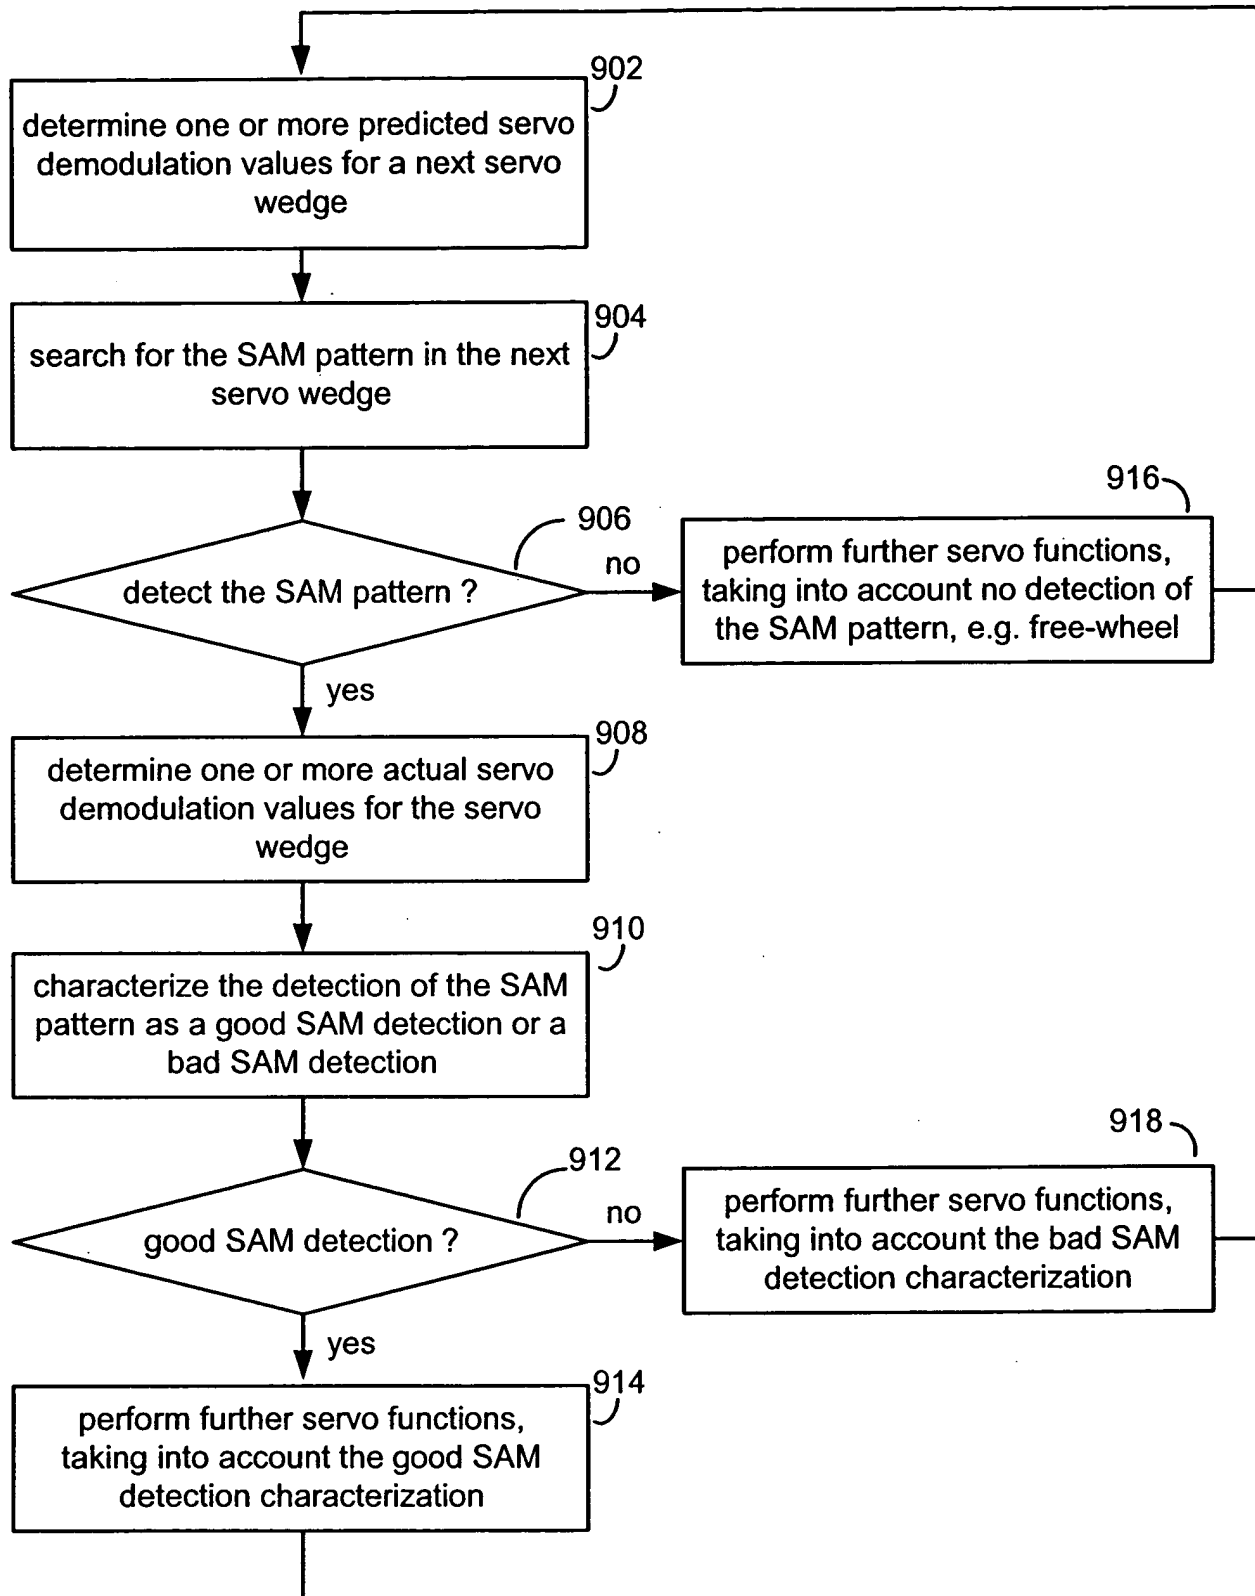 902
determine one or more predicted servo
demodulation values for a next servo
wedge
904
search for the SAM pattern in the next
servo wedge
906
detect the SAM pattern ?
no
916
perform further servo functions,
taking into account no detection of
the SAM pattern, e.g. free-wheel
yes
908
determine one or more actual servo
demodulation values for the servo
wedge
910
characterize the detection of the SAM
pattern as a good SAM detection or a
bad SAM detection
912
good SAM detection ?
no
918
perform further servo functions,
taking into account the bad SAM
detection characterization
yes
914
perform further servo functions,
taking into account the good SAM
detection characterization